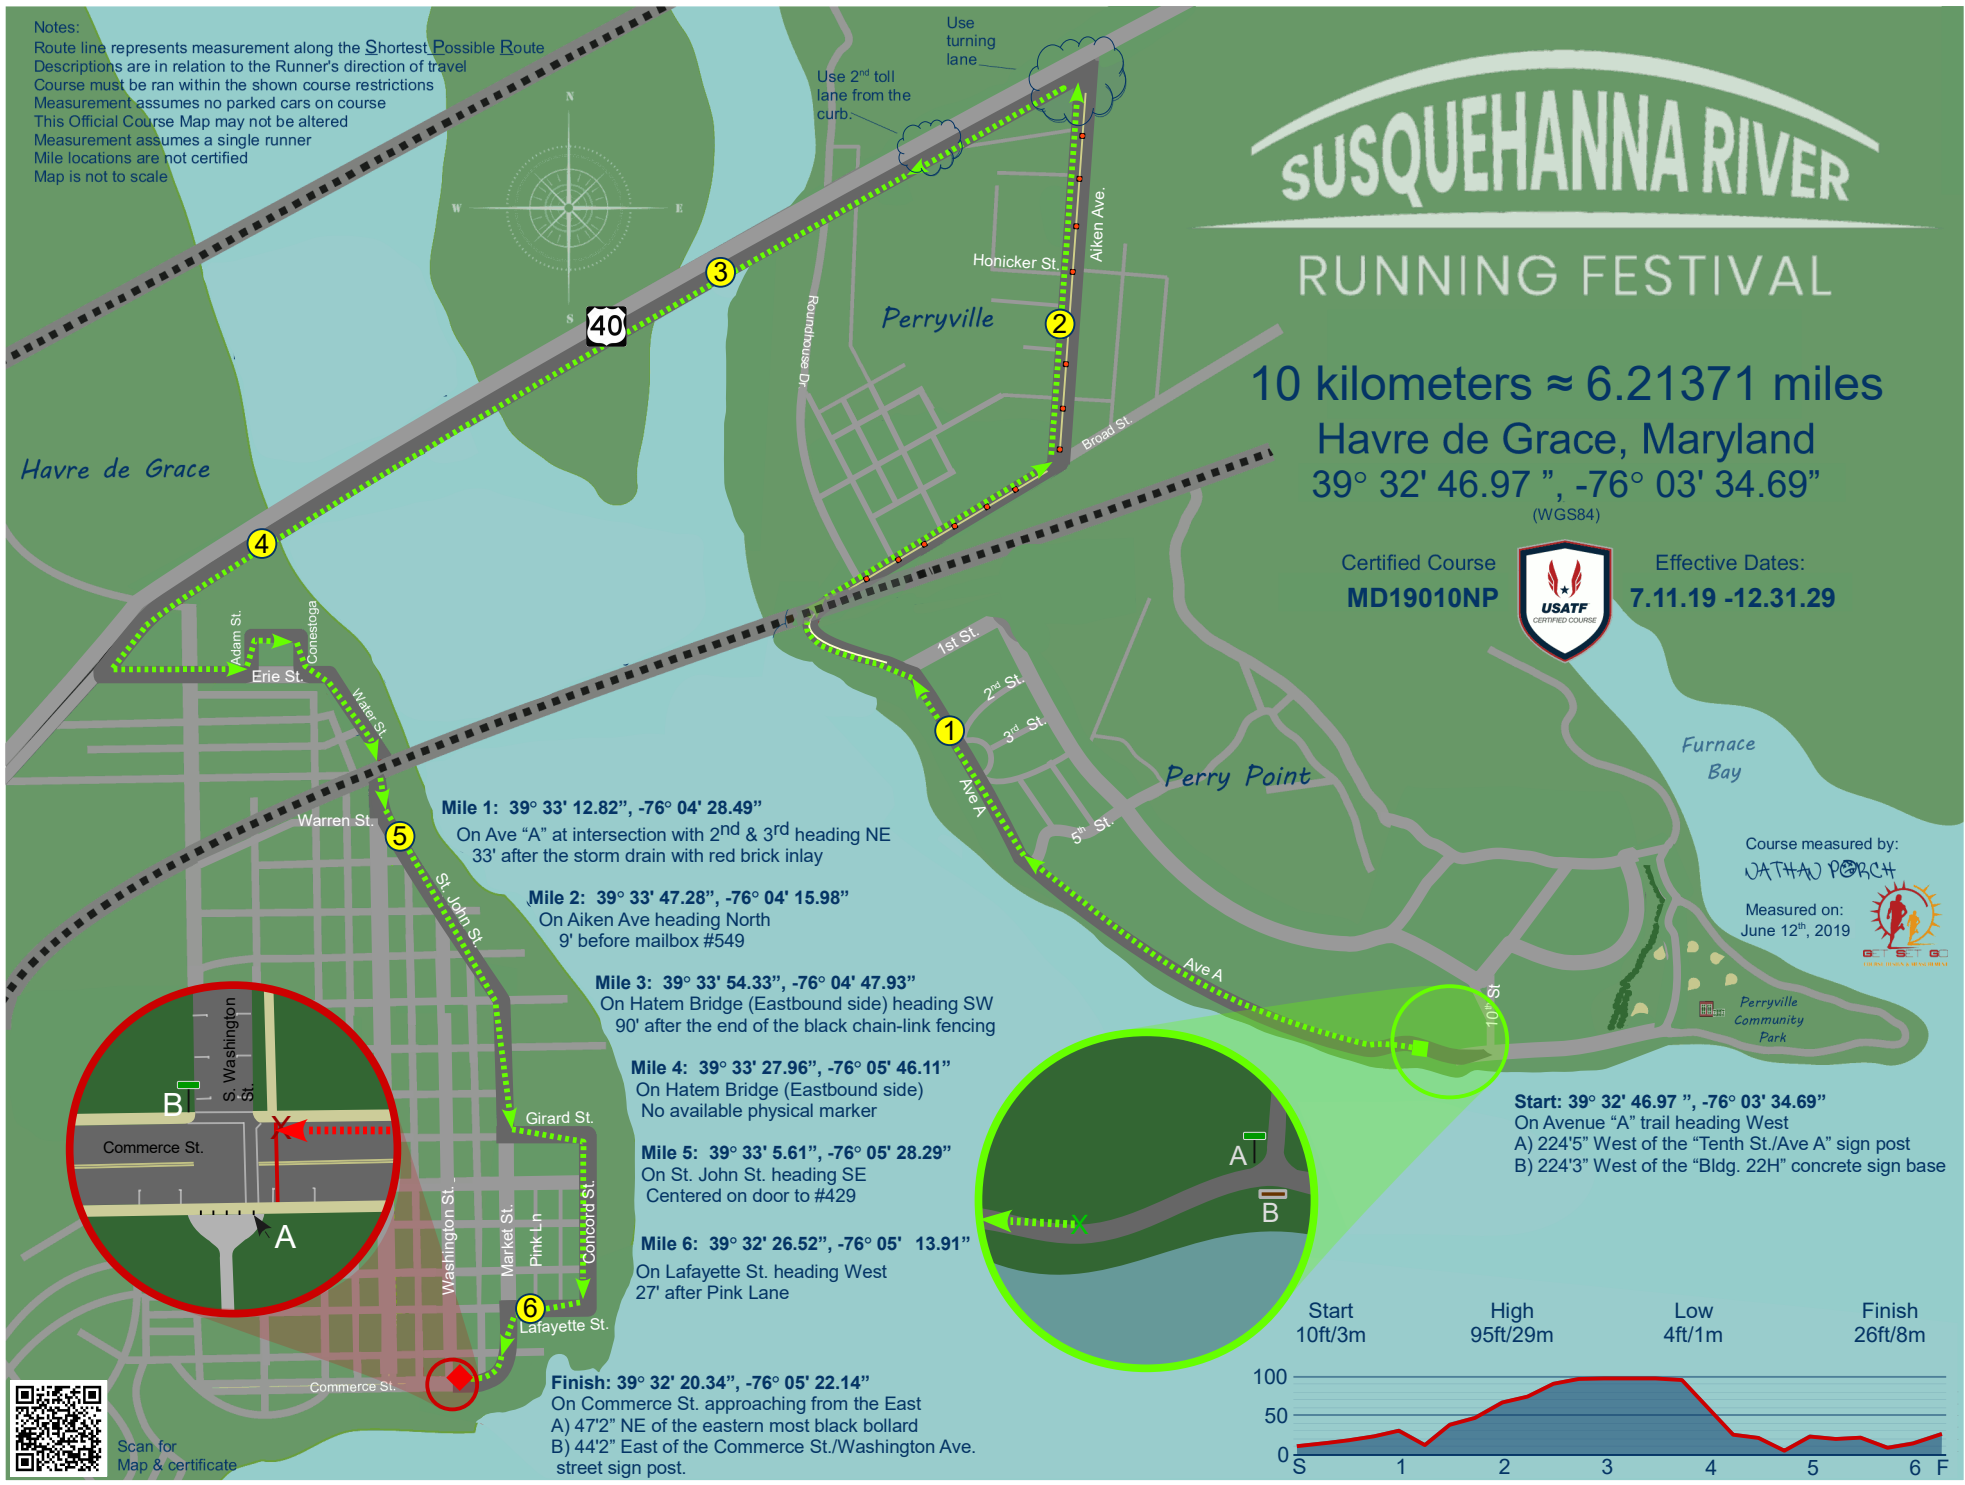 Notes:
Route line represents measurement along the Shortest Possible Route
Descriptions are in relation to the Runner's direction of travel
Course must be ran within the shown course restrictions
Measurement assumes no parked cars on course
This Official Course Map may not be altered
Measurement assumes a single runner
Mile locations are not certified
Map is not to scale
N
W
E
S
Use
turning
lane
Use 2nd toll
lane from the
curb.
SUSQUEHANNA RIVER
RUNNING FESTIVAL
10 kilometers ≈ 6.21371 miles
Havre de Grace, Maryland
39° 32' 46.97 ”, -76° 03' 34.69”
(WGS84)
Certified Course
MD19010NP
USATF
CERTIFIED COURSE
Effective Dates:
7.11.19 -12.31.29
Aiken Ave.
Honicker St.
Perryville
Roundhouse Dr
Broad St.
40
3
2
4
1
5
6
Havre de Grace
Adam St.
Conestoga
Erie St.
Water St.
Warren St.
St. John St.
1st St.
2nd St.
3rd St.
5th St.
Ave A
Perry Point
Furnace
Bay
Ave A
10th St
Perryville
Community
Park
Course measured by:
NATHAN PORCH
Measured on:
June 12th, 2019
GET SET GO
Mile 1: 39° 33' 12.82”, -76° 04' 28.49”
On Ave “A” at intersection with 2nd & 3rd heading NE
33' after the storm drain with red brick inlay
Mile 2: 39° 33' 47.28”, -76° 04' 15.98”
On Aiken Ave heading North
9' before mailbox #549
Mile 3: 39° 33' 54.33”, -76° 04' 47.93”
On Hatem Bridge (Eastbound side) heading SW
90' after the end of the black chain-link fencing
Mile 4: 39° 33' 27.96”, -76° 05' 46.11”
On Hatem Bridge (Eastbound side)
No available physical marker
Mile 5: 39° 33' 5.61”, -76° 05' 28.29”
On St. John St. heading SE
Centered on door to #429
Mile 6: 39° 32' 26.52”, -76° 05' 13.91”
On Lafayette St. heading West
27' after Pink Lane
Finish: 39° 32' 20.34”, -76° 05' 22.14”
On Commerce St. approaching from the East
A) 47'2” NE of the eastern most black bollard
B) 44'2” East of the Commerce St./Washington Ave.
street sign post.
Start: 39° 32' 46.97 ”, -76° 03' 34.69”
On Avenue “A” trail heading West
A) 224'5” West of the “Tenth St./Ave A” sign post
B) 224'3” West of the “Bldg. 22H” concrete sign base
S. Washington
St.
B
X
Commerce St.
A
A
B
X
Girard St.
Washington St.
Market St.
Pink Ln
Concord St.
Lafayette St.
Commerce St.
Scan for
Map & certificate
Start
10ft/3m
High
95ft/29m
Low
4ft/1m
Finish
26ft/8m
100
50
0
S 1 2 3 4 5 6 F